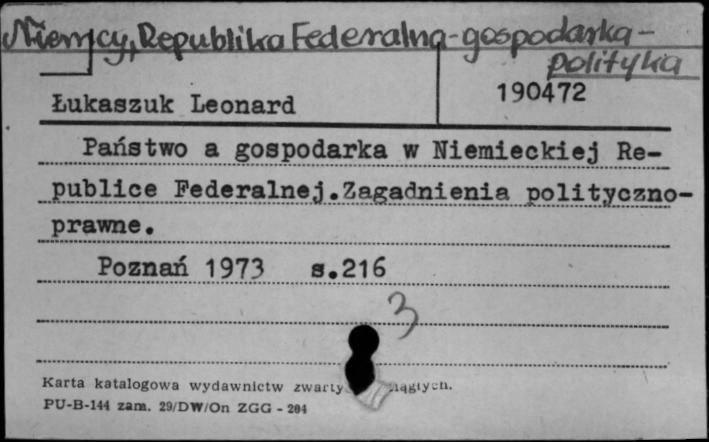 Niemcy, Republika Federalna - gospodarka -
polityka
Łukaszuk Leonard
190472
Państwo a gospodarka w Niemieckiej Re-
publice Federalnej.Zagadnienia polityczno-
prawne.
Poznań 1973 s.216
3
Karta katalogowa wydawnictw
PU-B-144 zam. 29/DW/On ZGG - 204